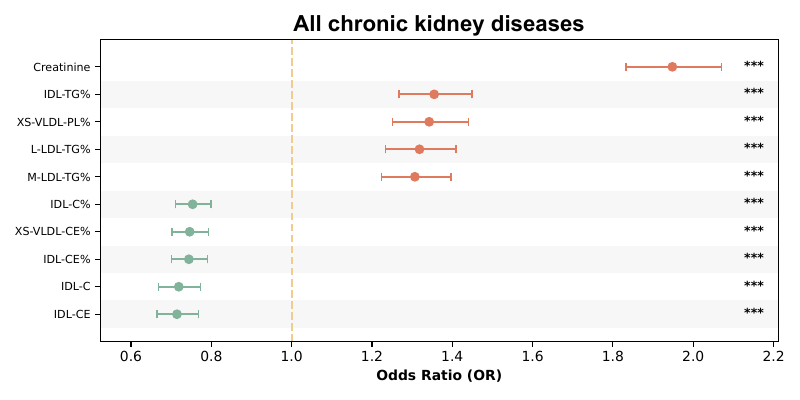 All chronic kidney diseases
Creatinine ***
IDL-TG% ***
XS-VLDL-PL% ***
L-LDL-TG% ***
M-LDL-TG% ***
IDL-C% ***
XS-VLDL-CE% ***
IDL-CE% ***
IDL-C ***
IDL-CE ***
0.6 0.8 1.0 1.2 1.4 1.6 1.8 2.0 2.2
Odds Ratio (OR)